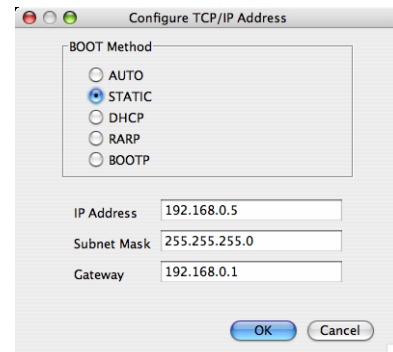 Configure TCP/IP Address
BOOT Method
AUTO
STATIC
DHCP
RARP
BOOTP
IP Address 192.168.0.5
Subnet Mask 255.255.255.0
Gateway 192.168.0.1
OK Cancel